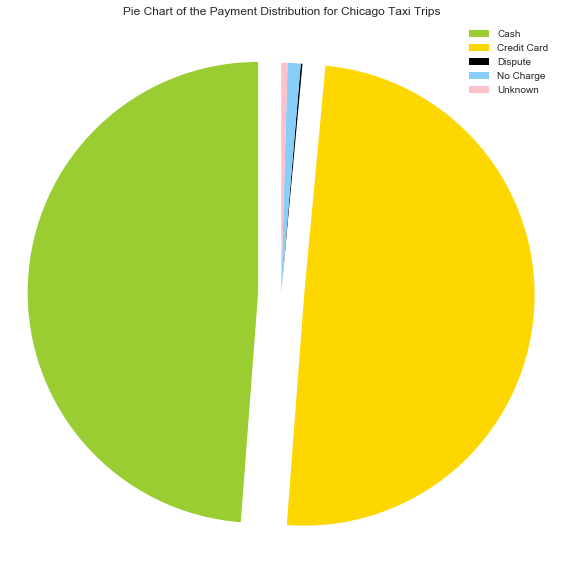 Pie Chart of the Payment Distribution for Chicago Taxi Trips
Cash
Credit Card
Dispute
No Charge
Unknown